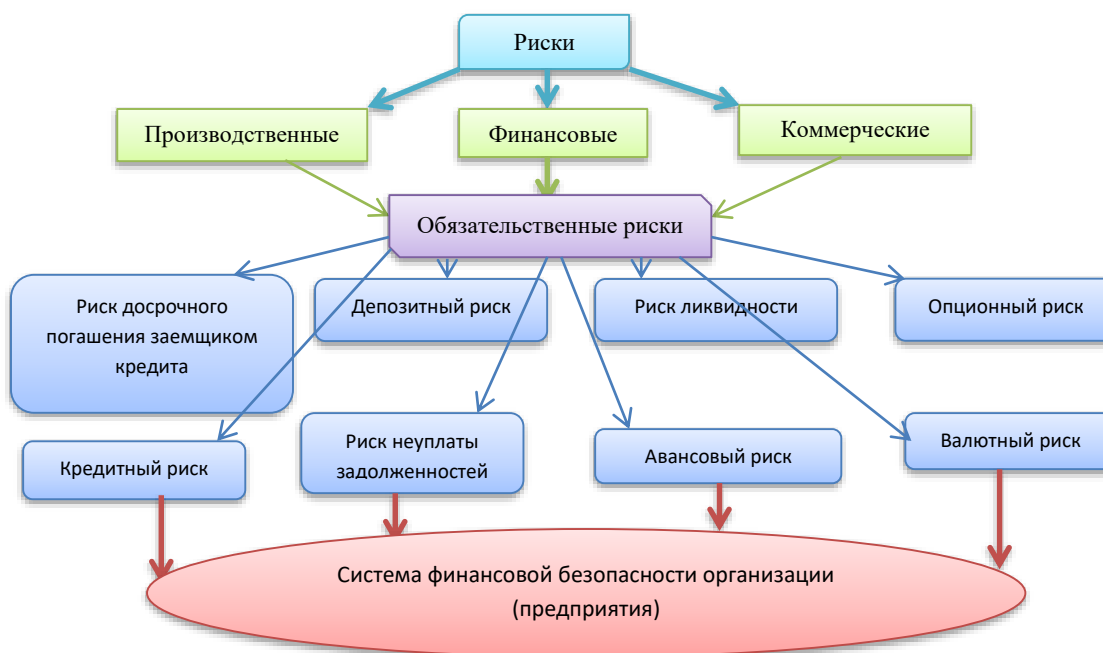 Риски
Производственные
Финансовые
Коммерческие
Обязательственные риски
Риск досрочного
погашения заемщиком
кредита
Депозитный риск
Риск ликвидности
Опционный риск
Кредитный риск
Риск неуплаты
задолженностей
Авансовый риск
Валютный риск
Система финансовой безопасности организации
(предприятия)